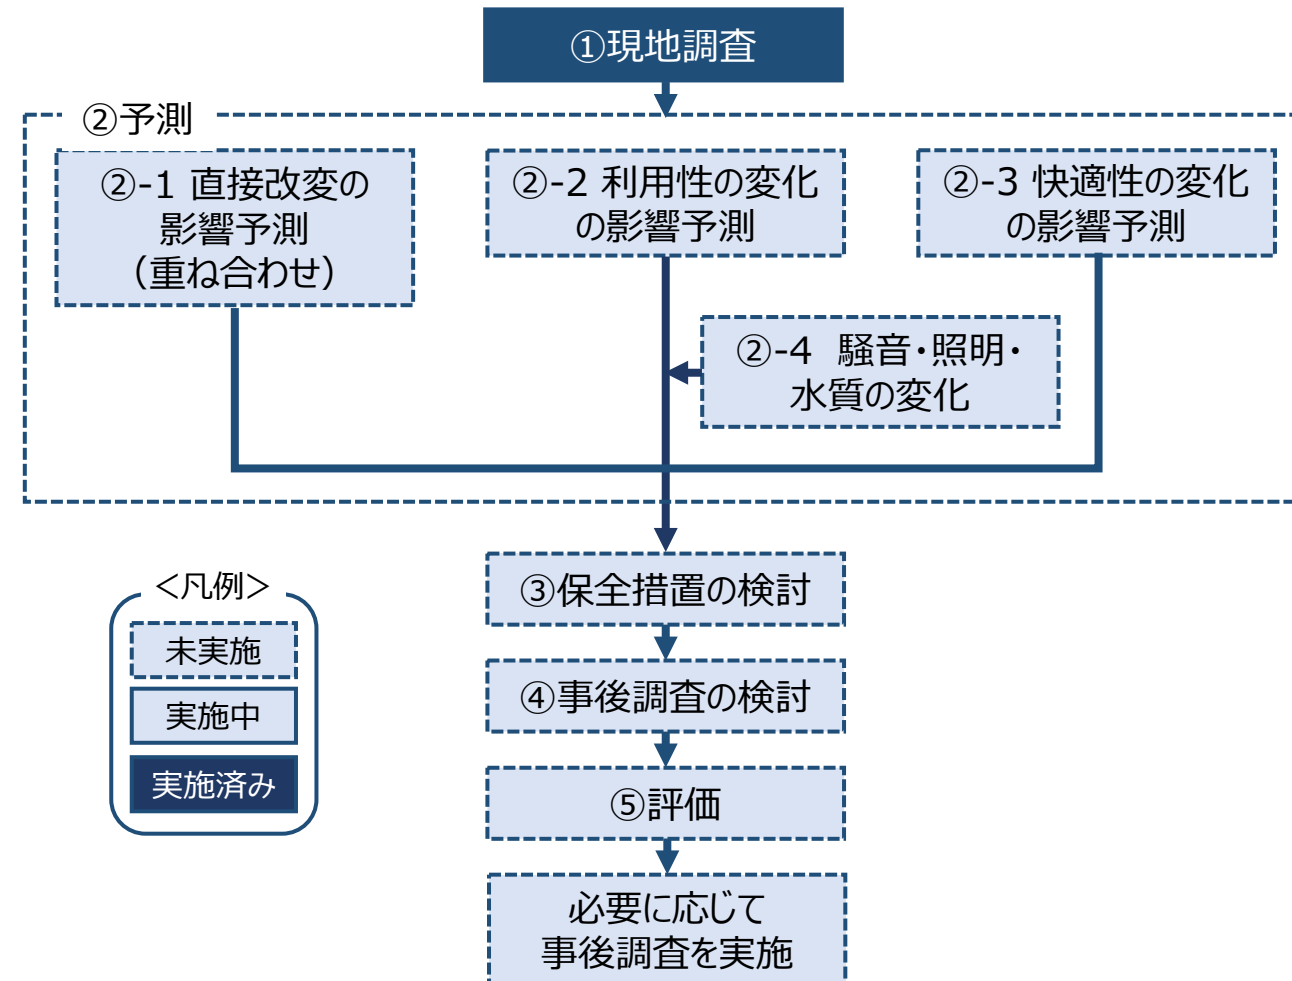 ①現地調査
②予測
②-1 直接改変の
影響予測
（重ね合わせ）
②-2 利用性の変化
の影響予測
②-3 快適性の変化
の影響予測
②-4 騒音・照明・
水質の変化
③保全措置の検討
④事後調査の検討
⑤評価
必要に応じて
事後調査を実施
<凡例>
未実施
実施中
実施済み